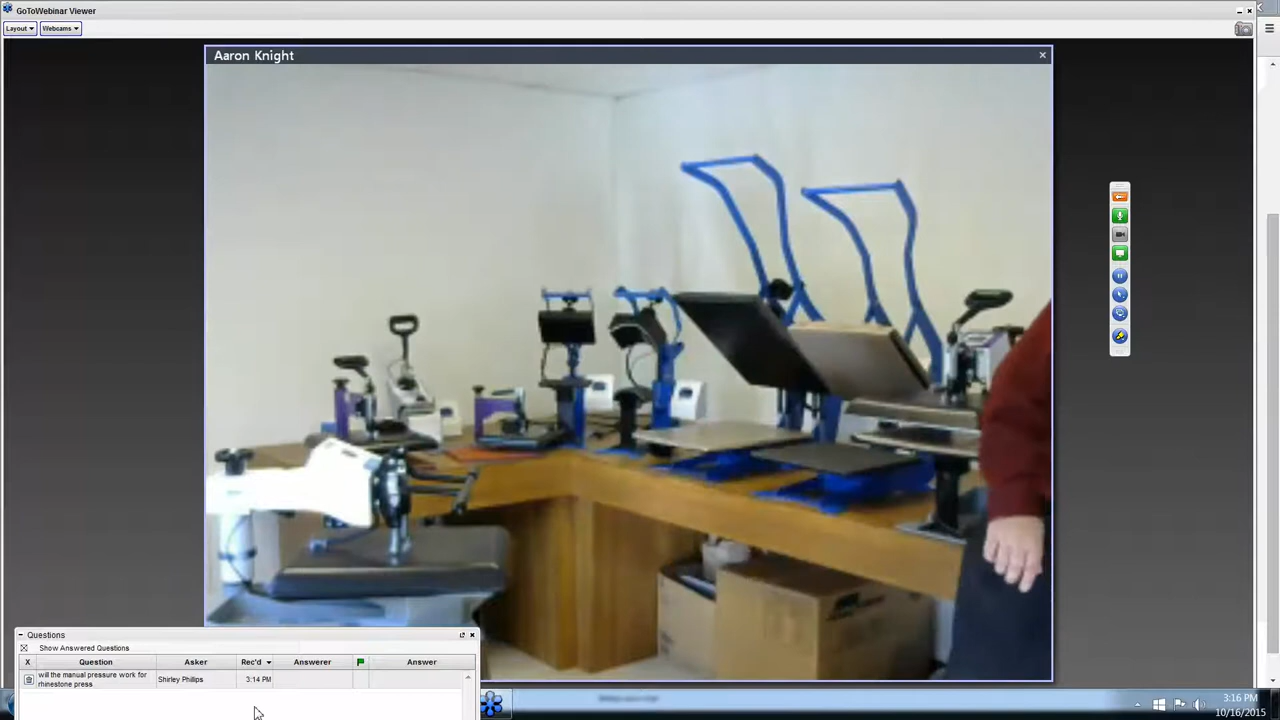 GoToWebinar Viewer
Layout
Webcams
Aaron Knight
Questions
Show Answered Questions
X Question Asker Rec'd Answerer Answer
will the manual pressure work for
rhinestone press
Shirley Phillips 3:14 PM
3:16 PM
10/16/2015